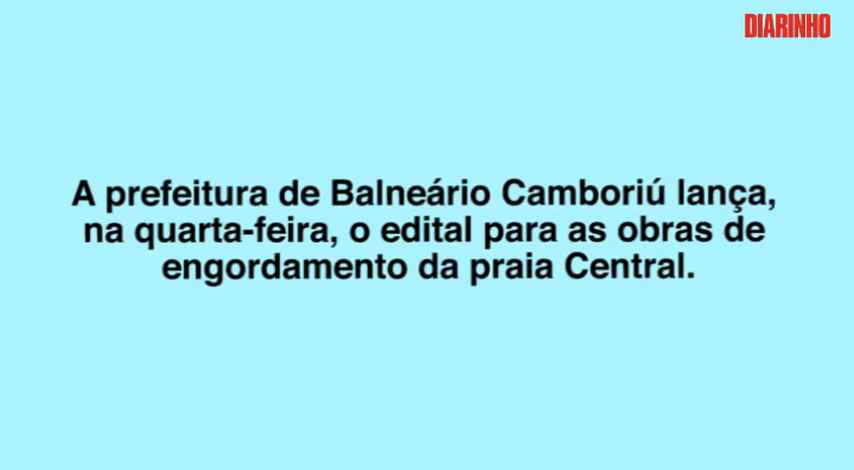 DIARINHO
A prefeitura de Balneário Camboriú lança,
na quarta-feira, o edital para as obras de
engordamento da praia Central.